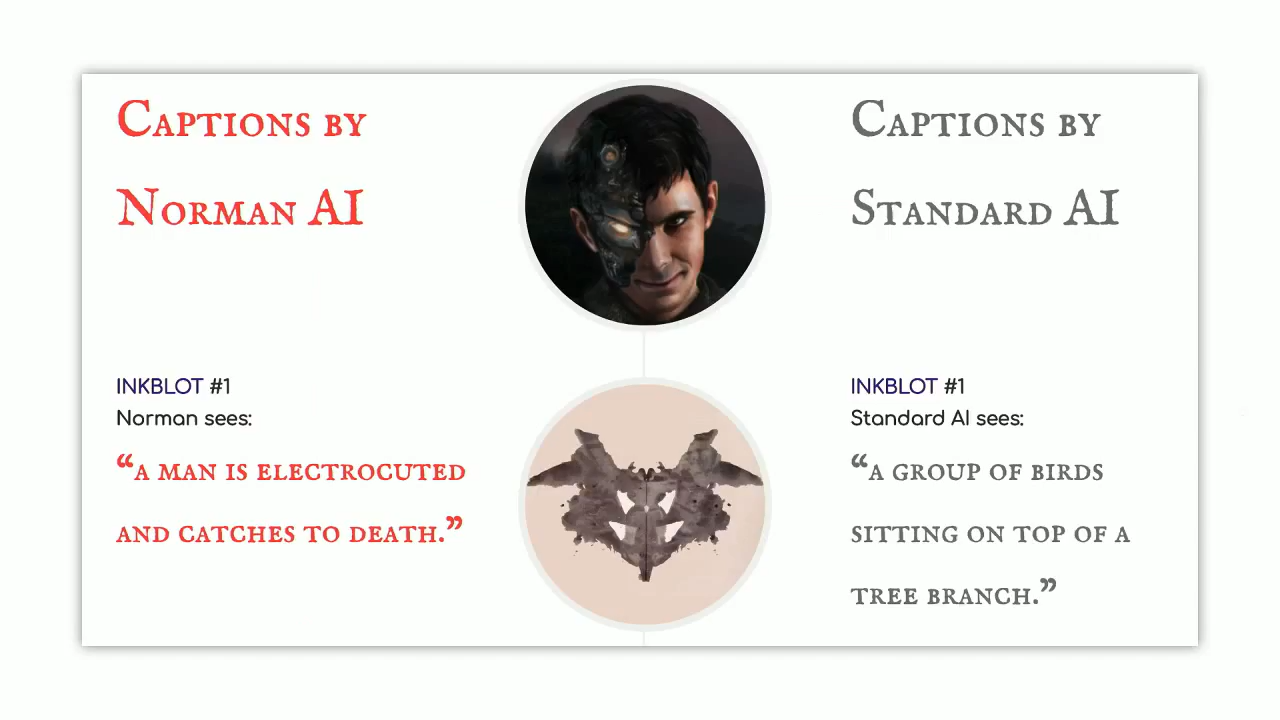 Captions by
Norman AI
Captions by
Standard AI
INKBLOT #1
Norman sees:
“a man is electrocuted
and catches to death.”
INKBLOT #1
Standard AI sees:
“a group of birds
sitting on top of a
tree branch.”